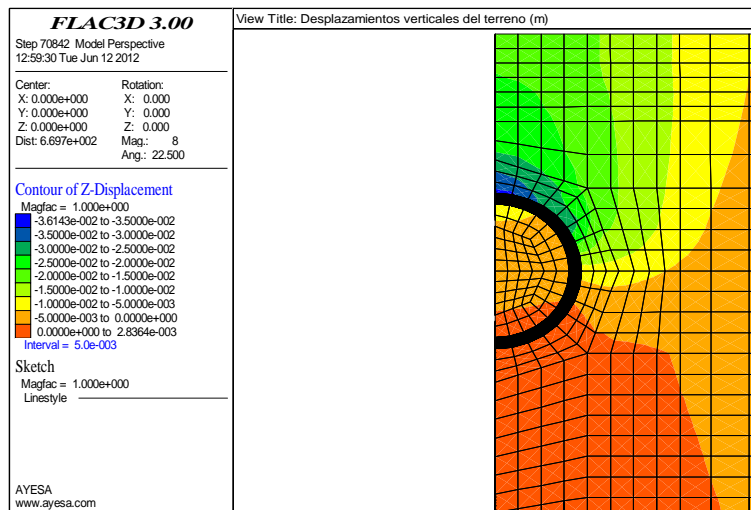 FLAC3D 3.00
Step 70842 Model Perspective
12:59:30 Tue Jun 12 2012
Center:
X: 0.000e+000
Y: 0.000e+000
Z: 0.000e+000
Dist: 6.697e+002
Rotation:
X: 0.000
Y: 0.000
Z: 0.000
Mag.: 8
Ang.: 22.500
Contour of Z-Displacement
Magfac = 1.000e+000
-3.6143e-002 to -3.5000e-002
-3.5000e-002 to -3.0000e-002
-3.0000e-002 to -2.5000e-002
-2.5000e-002 to -2.0000e-002
-2.0000e-002 to -1.5000e-002
-1.5000e-002 to -1.0000e-002
-1.0000e-002 to -5.0000e-003
-5.0000e-003 to 0.0000e+000
0.0000e+000 to 2.8364e-003
Interval = 5.0e-003
Sketch
Magfac = 1.000e+000
Linestyle
AYESA
www.ayesa.com
View Title: Desplazamientos verticales del terreno (m)